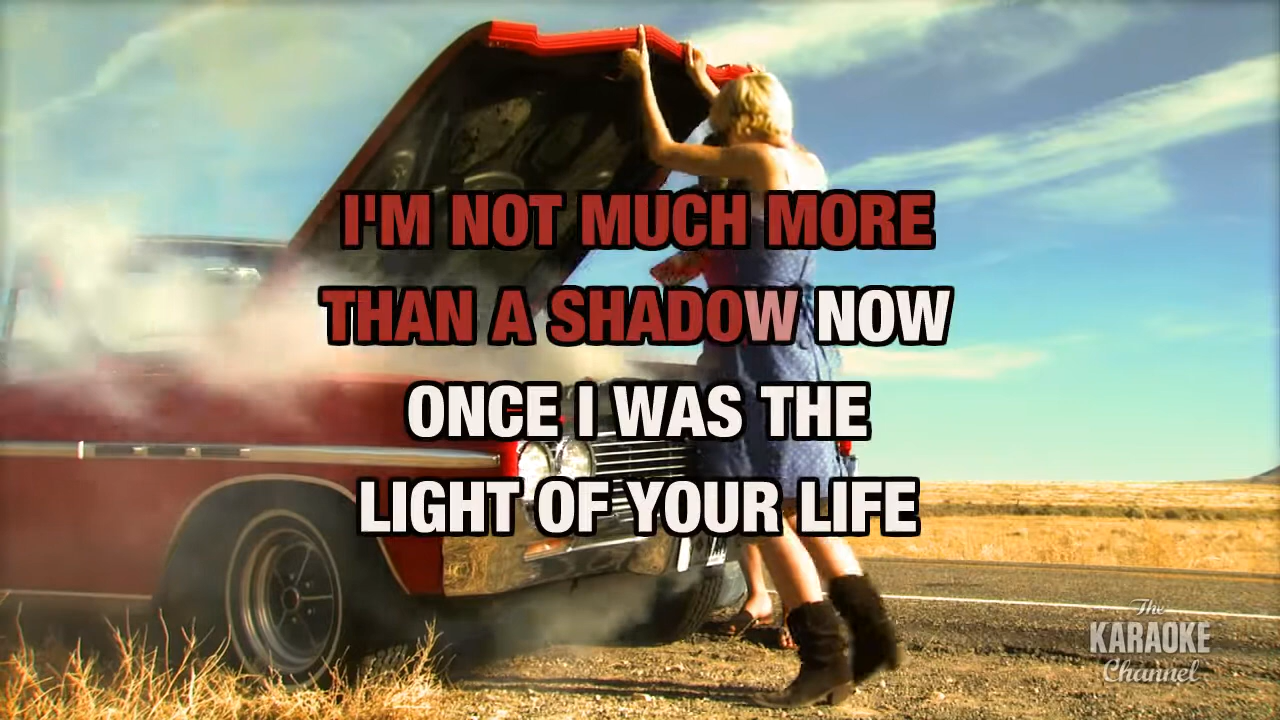 I'M NOT MUCH MORE
THAN A SHADOW NOW
ONCE I WAS THE
LIGHT OF YOUR LIFE
The
KARAOKE
Channel